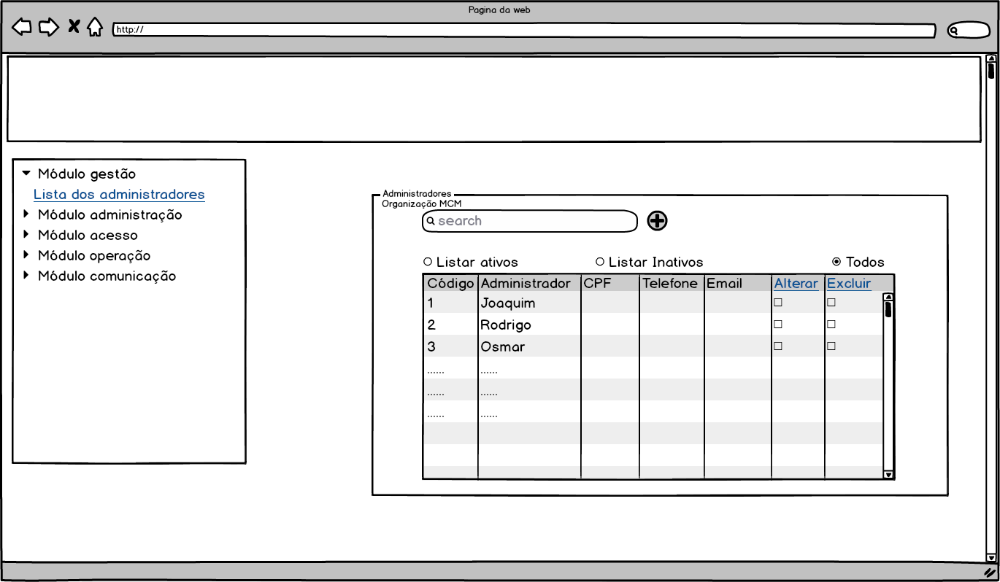 Pagina da web
http://
Módulo gestão
Lista dos administradores
Módulo administração
Módulo acesso
Módulo operação
Módulo comunicação
Administradores
Organização MCM
search
Listar ativos Listar Inativos Todos
Código Administrador CPF Telefone Email Alterar Excluir
1 Joaquim
2 Rodrigo
3 Osmar
...... ......
...... ......
...... ......